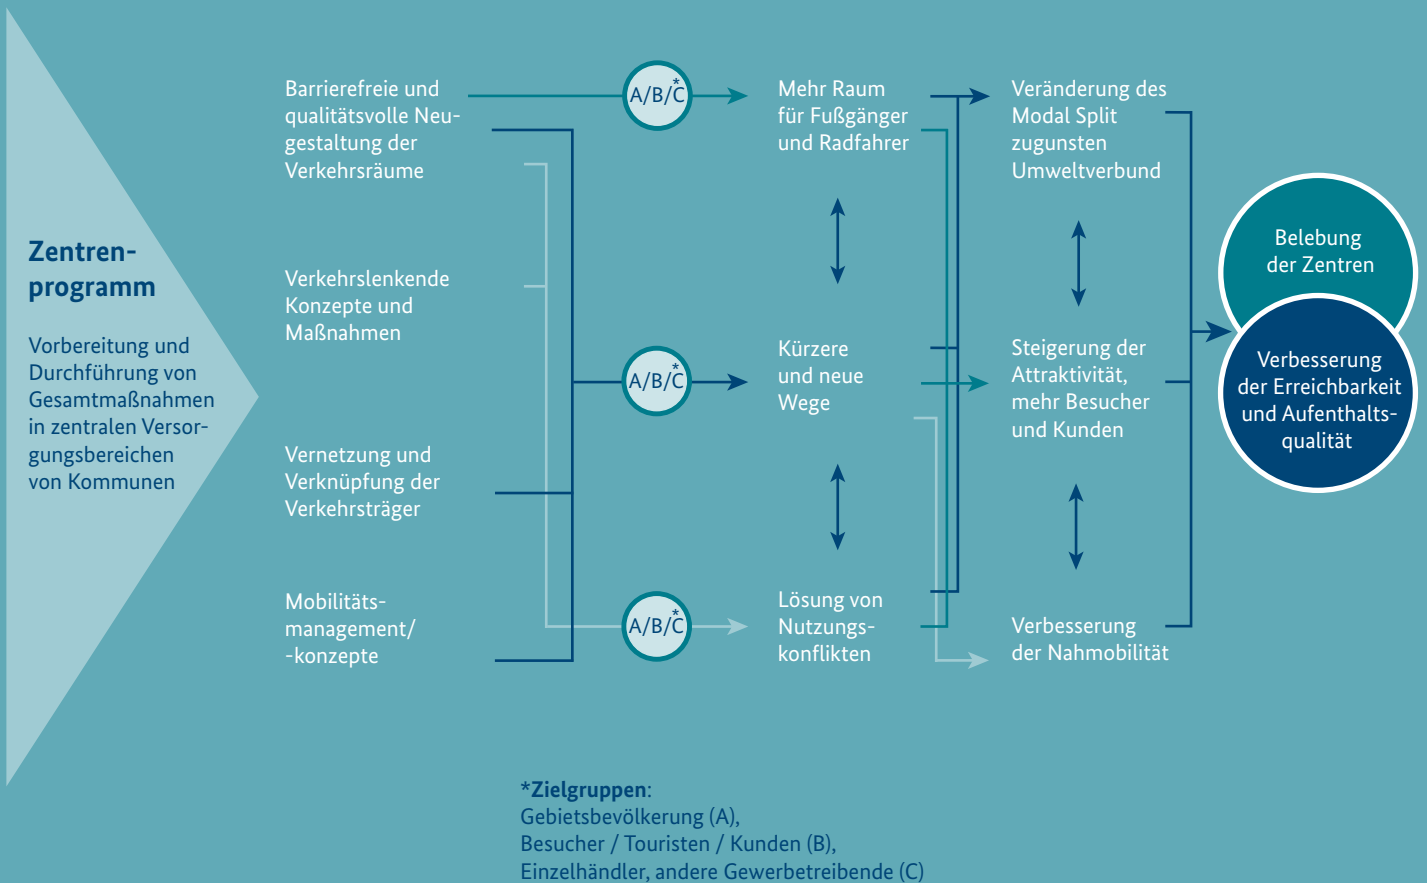 Zentren-
programm
Vorbereitung und
Durchführung von
Gesamtmaßnahmen
in zentralen Versor-
gungsbereichen
von Kommunen
Barrierefreie und
qualitätsvolle Neu-
gestaltung der
Verkehrsräume
Verkehrslenkende
Konzepte und
Maßnahmen
Vernetzung und
Verknüpfung der
Verkehrsträger
Mobilitäts-
management/
-konzepte
A/B/C*
A/B/C*
A/B/C*
Mehr Raum
für Fußgänger
und Radfahrer
Kürzere
und neue
Wege
Lösung von
Nutzungs-
konflikten
Veränderung des
Modal Split
zugunsten
Umweltverbund
Steigerung der
Attraktivität,
mehr Besucher
und Kunden
Verbesserung
der Nahmobilität
Belebung
der Zentren
Verbesserung
der Erreichbarkeit
und Aufenthalts-
qualität
*Zielgruppen:
Gebietsbevölkerung (A),
Besucher / Touristen / Kunden (B),
Einzelhändler, andere Gewerbetreibende (C)